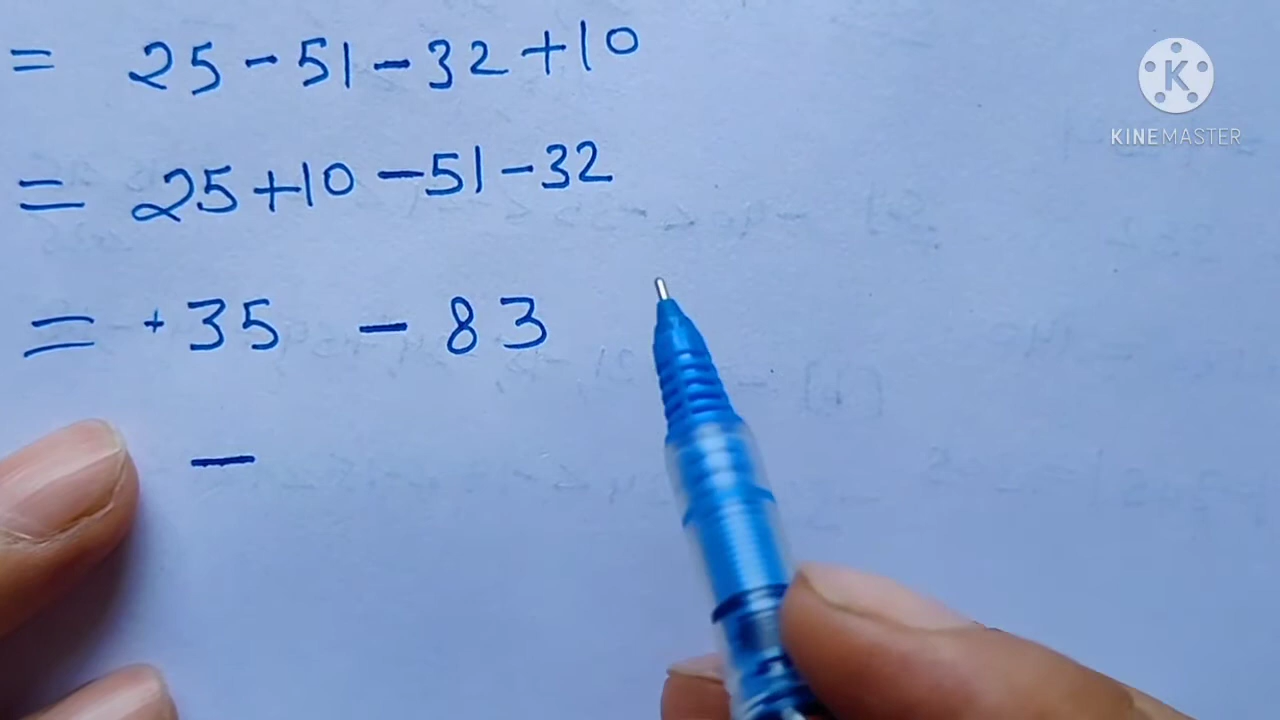 = 25 - 51 - 32 + 10
K
KINEMASTER
= 25 + 10 - 51 - 32
= + 35 - 83
-